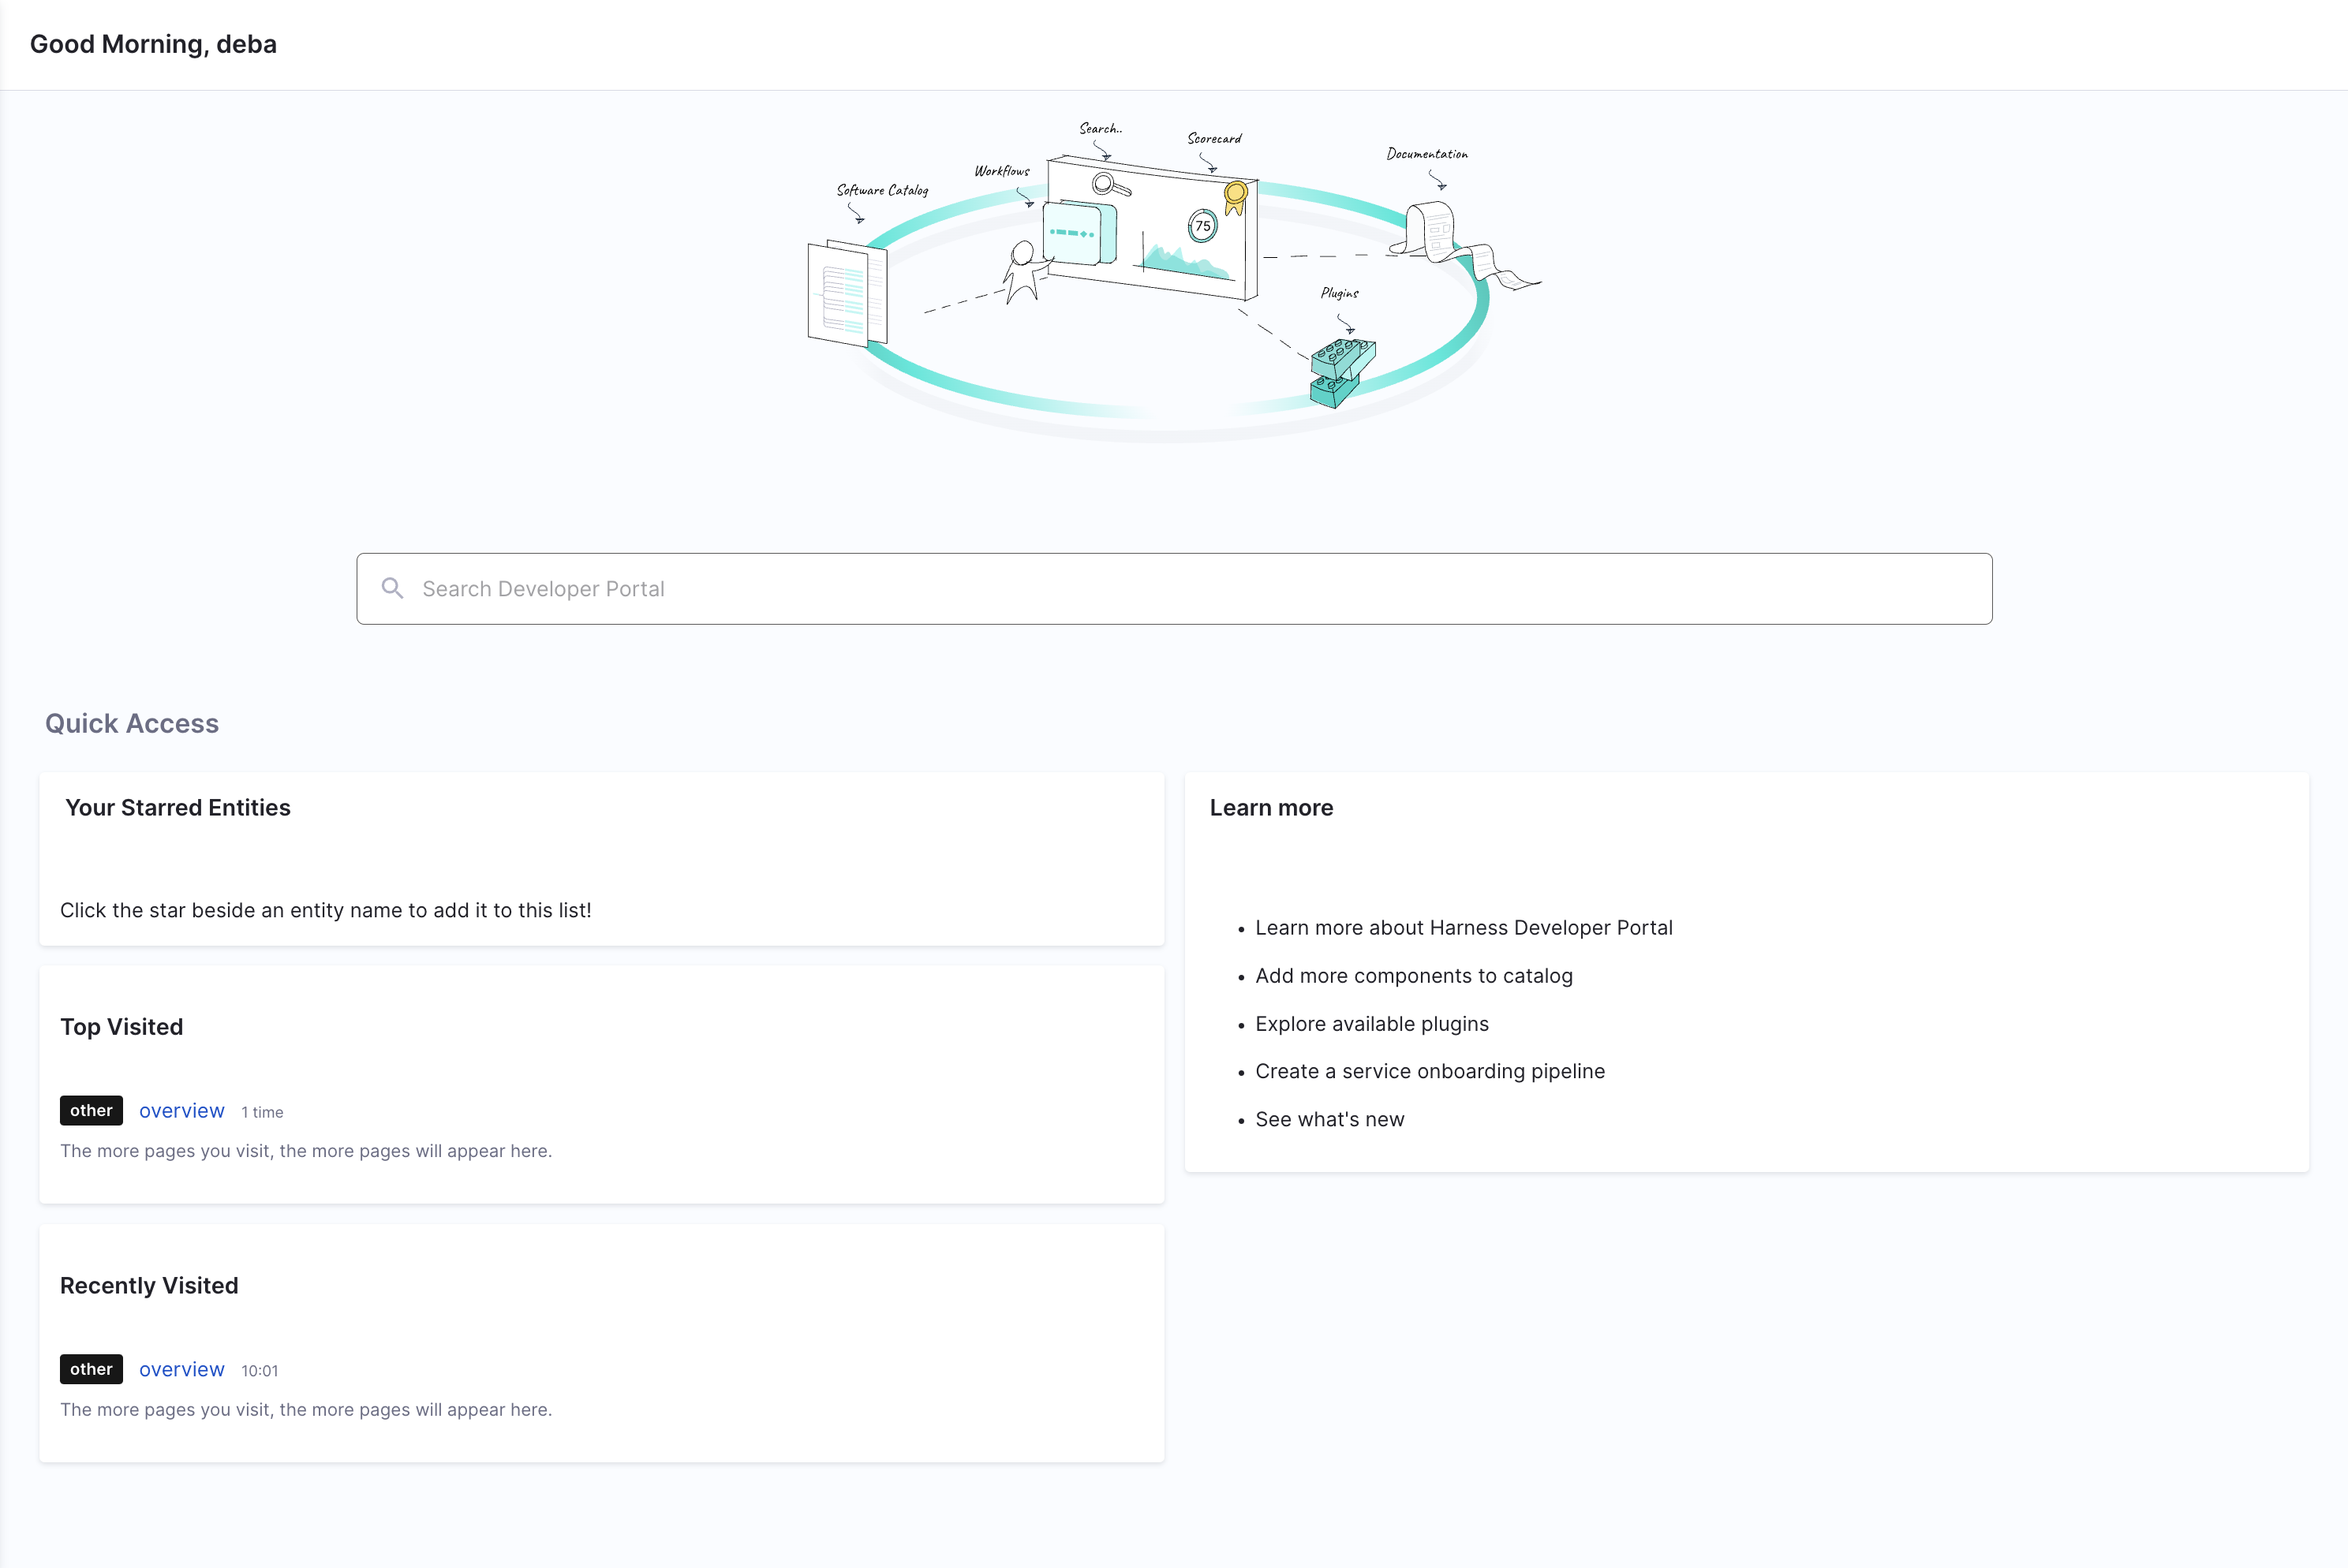 Good Morning, deba
Search..
Scorecard
Documentation
Workflows
Software Catalog
75
Plugins
Search Developer Portal
Quick Access
Your Starred Entities
Click the star beside an entity name to add it to this list!
Top Visited
other overview 1 time
The more pages you visit, the more pages will appear here.
Recently Visited
other overview 10:01
The more pages you visit, the more pages will appear here.
Learn more
• Learn more about Harness Developer Portal
• Add more components to catalog
• Explore available plugins
• Create a service onboarding pipeline
• See what's new